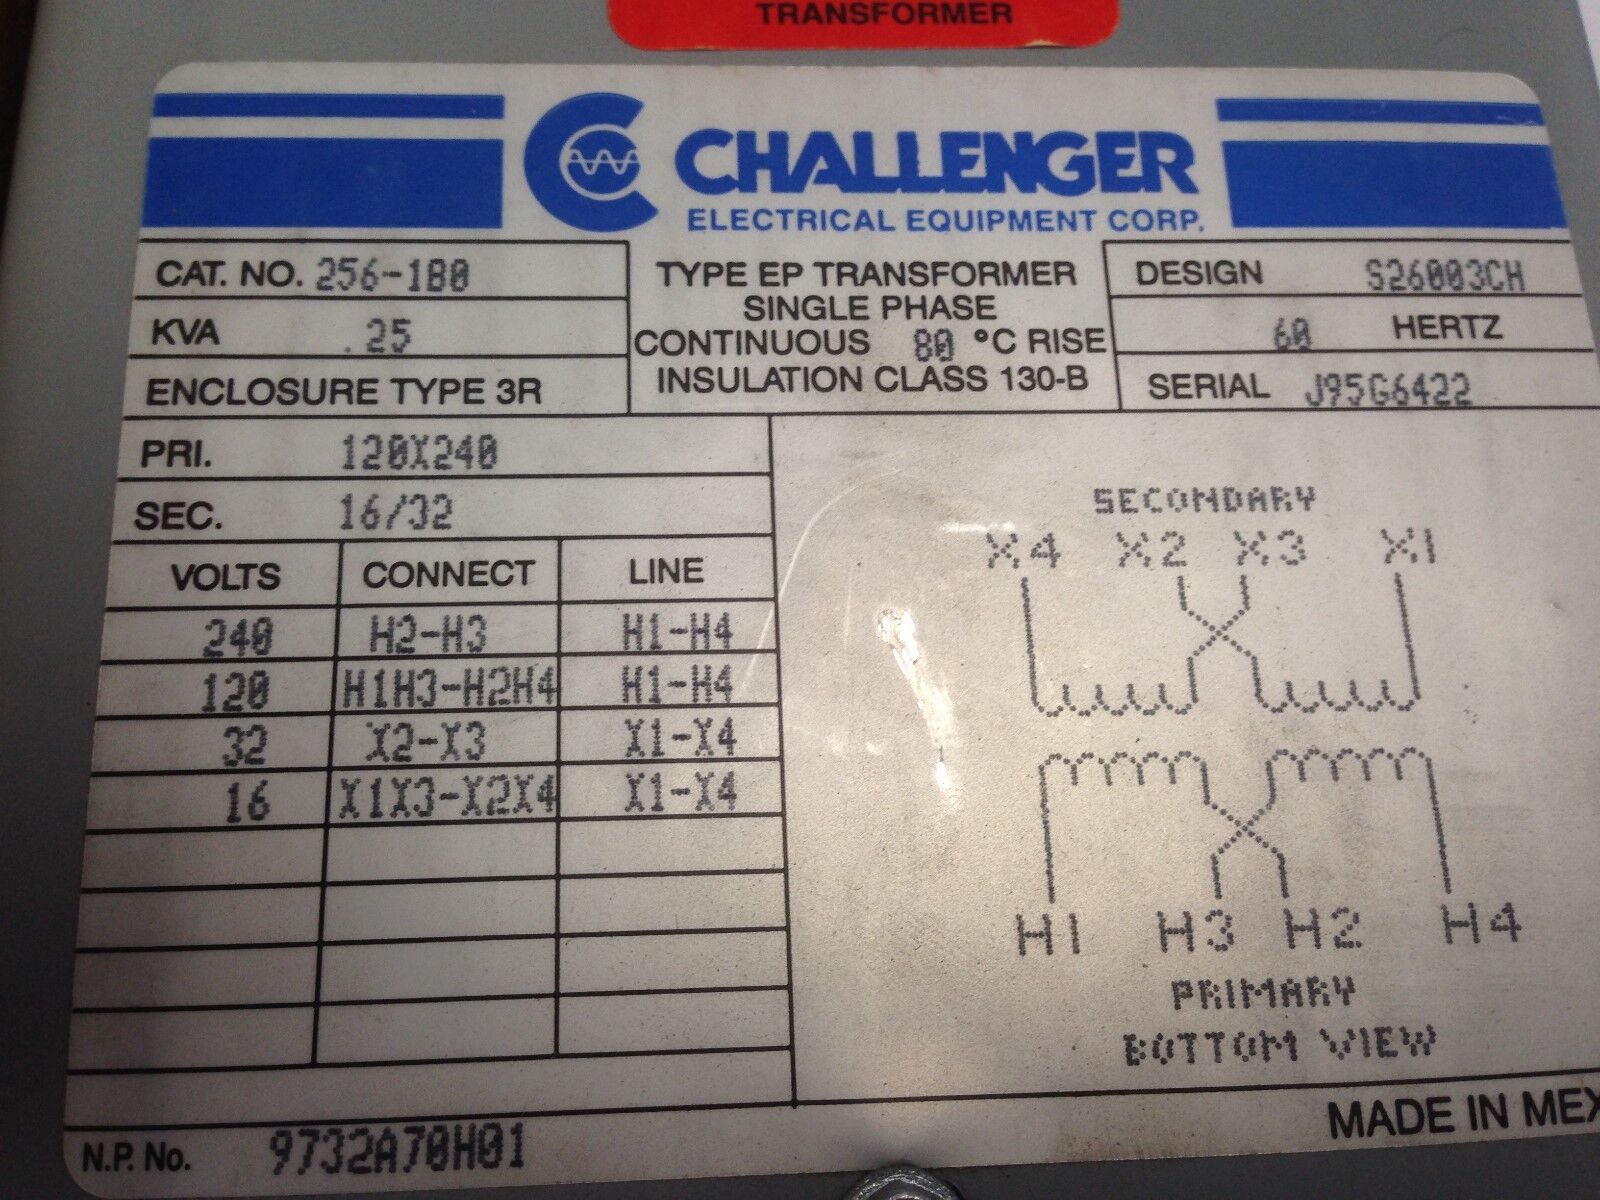 TRANSFORMER
CHALLENGER
ELECTRICAL EQUIPMENT CORP.
CAT. NO. 256-180
KVA .25
ENCLOSURE TYPE 3R
TYPE EP TRANSFORMER
SINGLE PHASE
CONTINUOUS 80 °C RISE
INSULATION CLASS 130-B
DESIGN S26003CH
60 HERTZ
SERIAL J95G6422
PRI. 120X240
SEC. 16/32
VOLTS CONNECT LINE
240 H2-H3 H1-H4
120 H1H3-H2H4 H1-H4
32 X2-X3 X1-X4
16 X1X3-X2X4 X1-X4
SECONDARY
X4 X2 X3 X1
H1 H3 H2 H4
PRIMARY
BOTTOM VIEW
MADE IN MEX
N.P. No. 9732A70H01